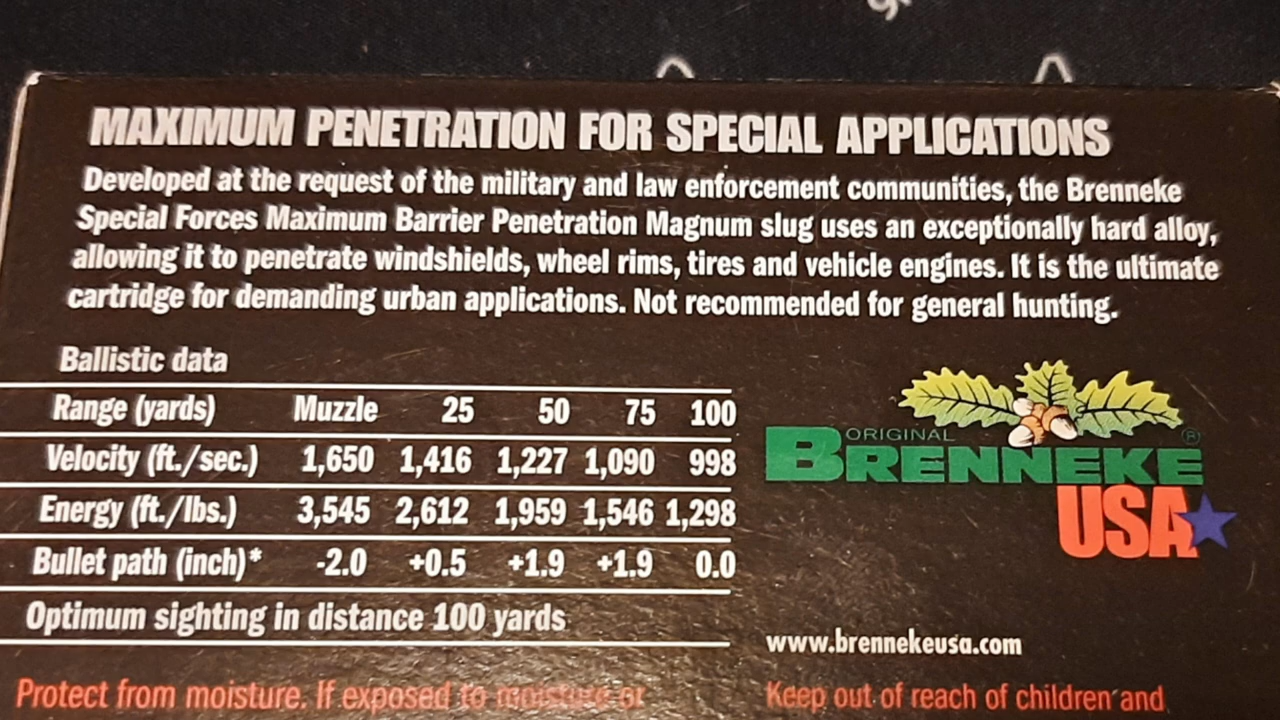 MAXIMUM PENETRATION FOR SPECIAL APPLICATIONS
Developed at the request of the military and law enforcement communities, the Brenneke
Special Forces Maximum Barrier Penetration Magnum slug uses an exceptionally hard alloy,
allowing it to penetrate windshields, wheel rims, tires and vehicle engines. It is the ultimate
cartridge for demanding urban applications. Not recommended for general hunting.
Ballistic data
Range (yards) Muzzle 25 50 75 100
Velocity (ft./sec.) 1,650 1,416 1,227 1,090 998
Energy (ft./lbs.) 3,545 2,612 1,959 1,546 1,298
Bullet path (inch)* -2.0 +0.5 +1.9 +1.9 0.0
Optimum sighting in distance 100 yards
ORIGINAL ®
BRENNEKE
USA
www.brennekeusa.com
Protect from moisture. If exposed to moisture or
Keep out of reach of children and